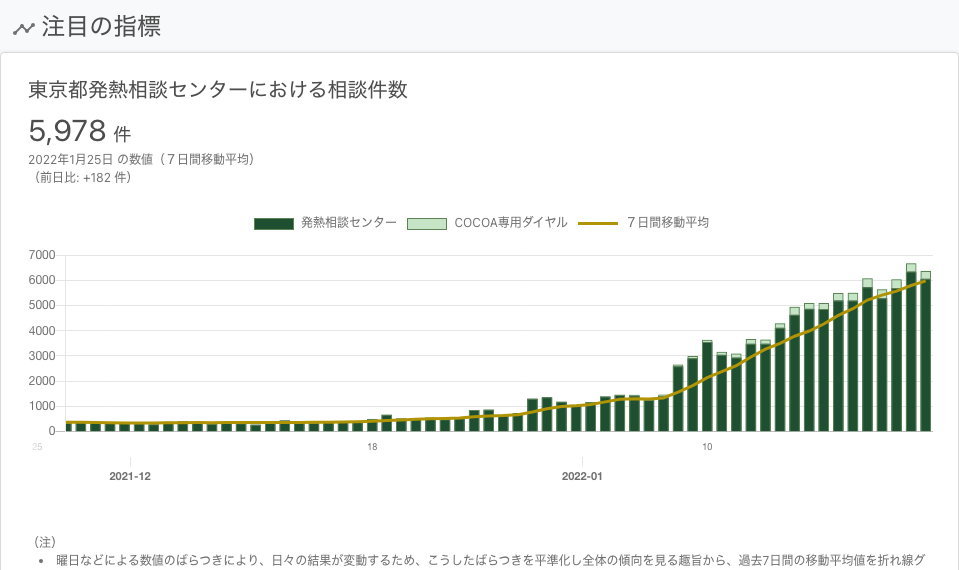 注目の指標
東京都発熱相談センターにおける相談件数
5,978 件
2022年1月25日 の数値（７日間移動平均）
（前日比: +182 件）
発熱相談センター COCOA専用ダイヤル ７日間移動平均
7000
6000
5000
4000
3000
2000
1000
0
25 18 10
2021-12 2022-01
（注）
• 曜日などによる数値のばらつきにより、日々の結果が変動するため、こうしたばらつきを平準化し全体の傾向を見る趣旨から、過去7日間の移動平均値を折れ線グ